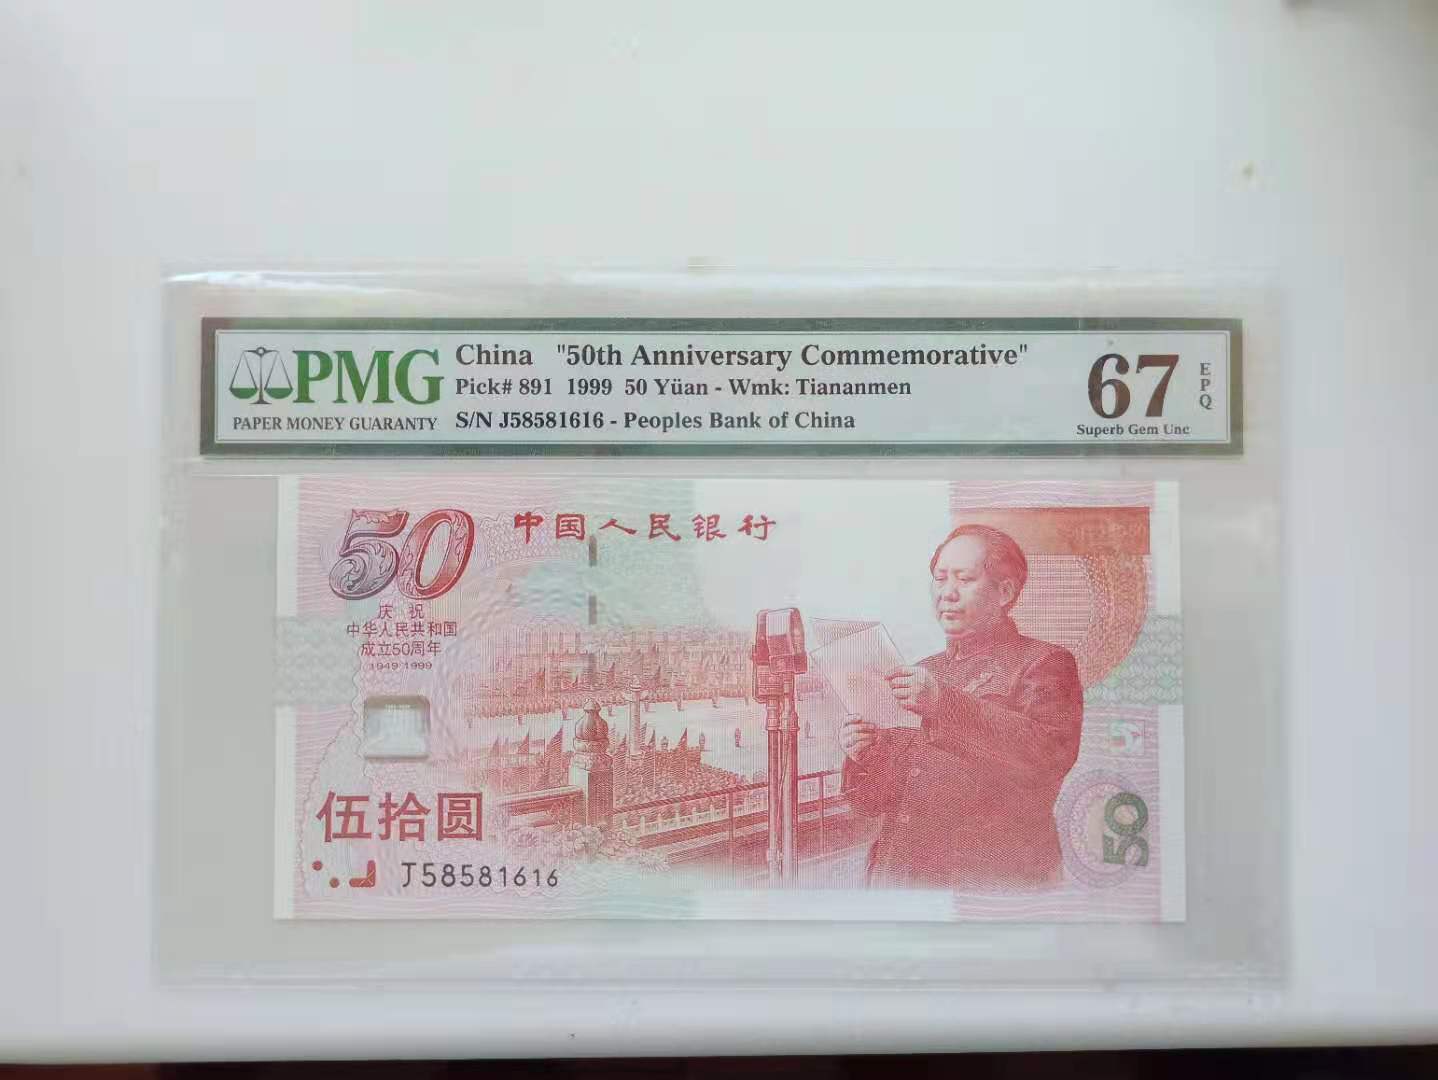 PMG
PAPER MONEY GUARANTY
China "50th Anniversary Commemorative"
Pick# 891 1999 50 Yüan - Wmk: Tiananmen
S/N J58581616 - Peoples Bank of China
67
EPQ
Superb Gem Unc
50
中国人民银行
庆祝
中华人民共和国
成立50周年
1949-1999
伍拾圆
J58581616
50